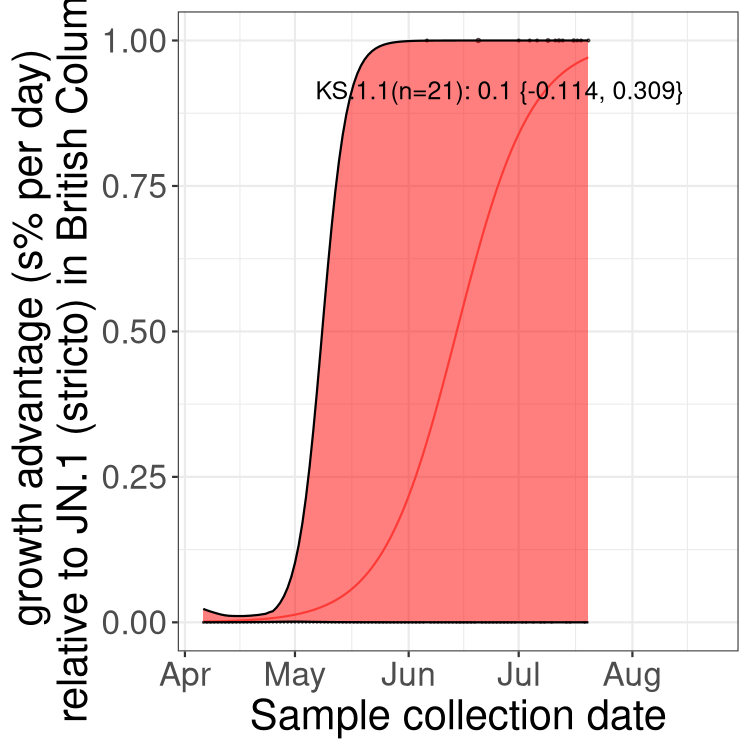 growth advantage (s% per day)
relative to JN.1 (stricto) in British Colum
1.00
0.75
0.50
0.25
0.00
KS.1.1(n=21): 0.1 {-0.114, 0.309}
Apr May Jun Jul Aug
Sample collection date